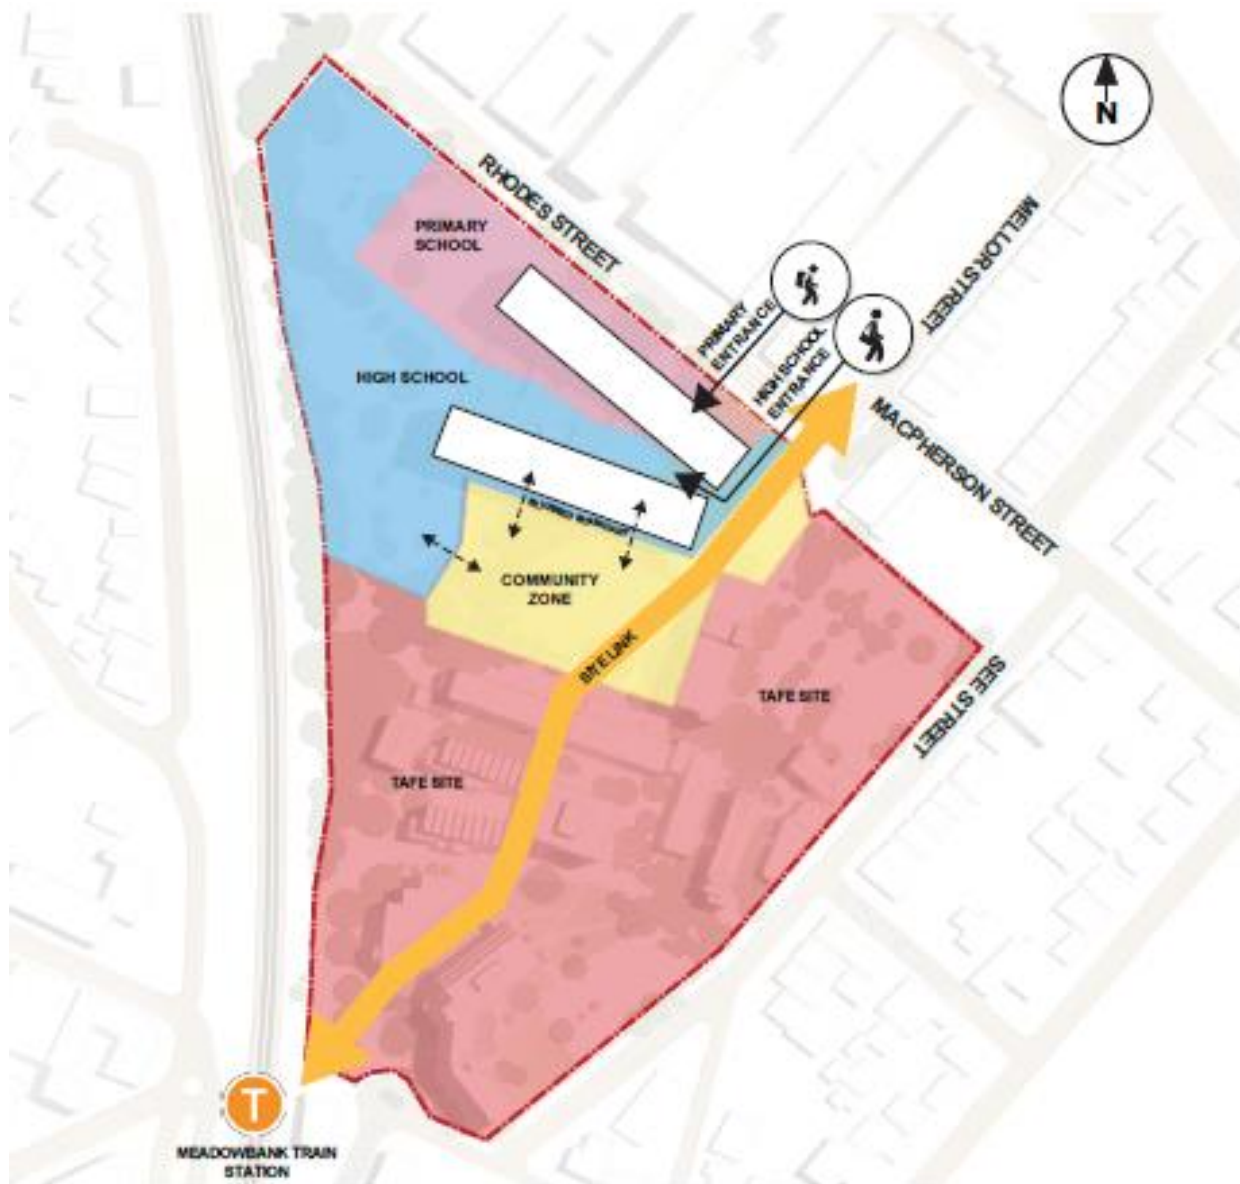 N
RHODES STREET
MELLOR STREET
PRIMARY
SCHOOL
PRIMARY
ENTRANCE
HIGH SCHOOL
ENTRANCE
HIGH SCHOOL
MACPHERSON STREET
COMMUNITY
ZONE
SITE LINK
TAFE SITE
SEE STREET
TAFE SITE
T
MEADOWBANK TRAIN
STATION